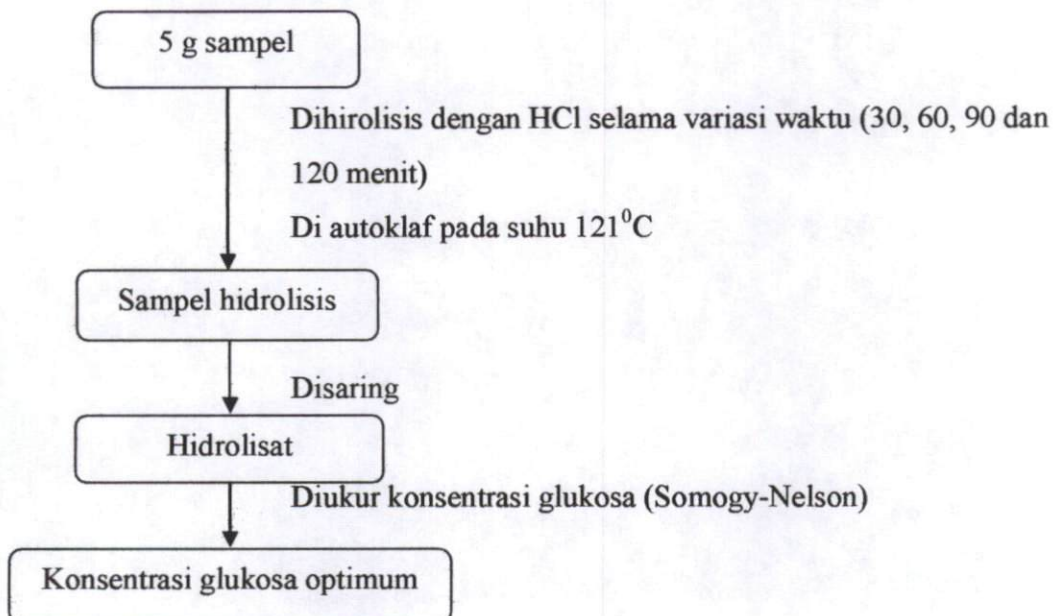 5 g sampel
Dihirolisis dengan HCl selama variasi waktu (30, 60, 90 dan
120 menit)
Di autoklaf pada suhu 121⁰C
Sampel hidrolisis
Disaring
Hidrolisat
Diukur konsentrasi glukosa (Somogy-Nelson)
Konsentrasi glukosa optimum